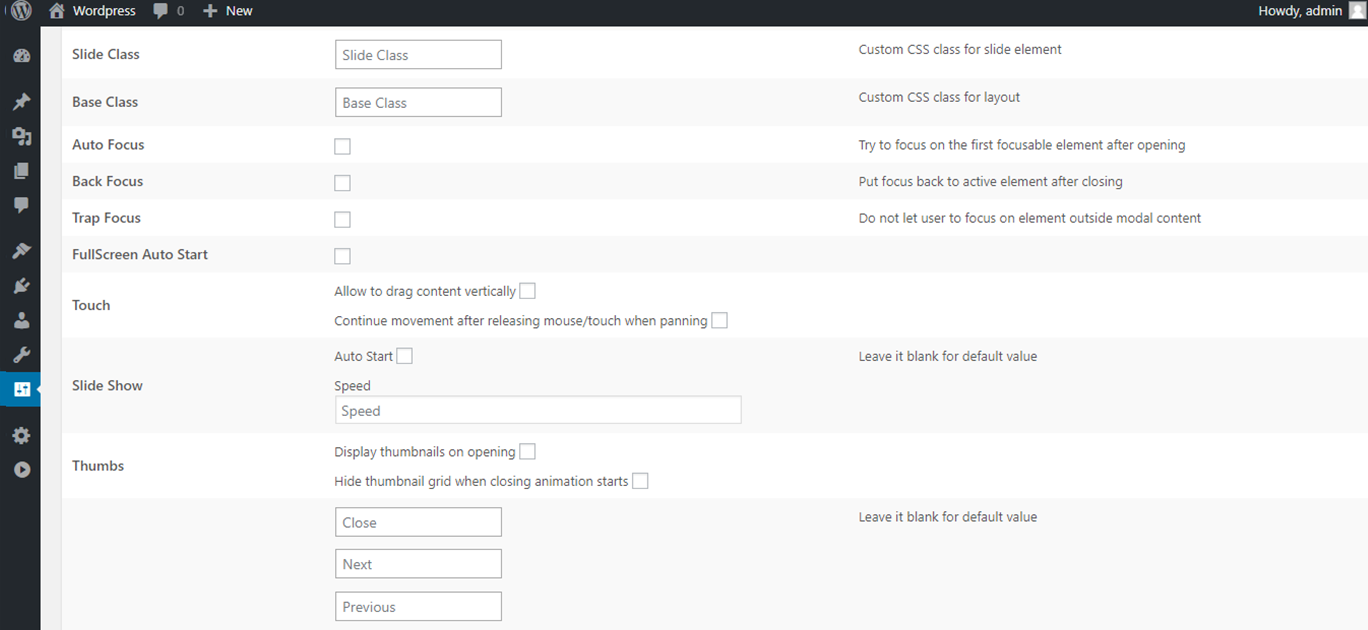 Wordpress 0 New Howdy, admin
Slide Class Slide Class Custom CSS class for slide element
Base Class Base Class Custom CSS class for layout
Auto Focus Try to focus on the first focusable element after opening
Back Focus Put focus back to active element after closing
Trap Focus Do not let user to focus on element outside modal content
FullScreen Auto Start
Touch
Allow to drag content vertically
Continue movement after releasing mouse/touch when panning
Slide Show
Auto Start
Speed
Speed
Leave it blank for default value
Thumbs
Display thumbnails on opening
Hide thumbnail grid when closing animation starts
Close
Next
Previous
Leave it blank for default value